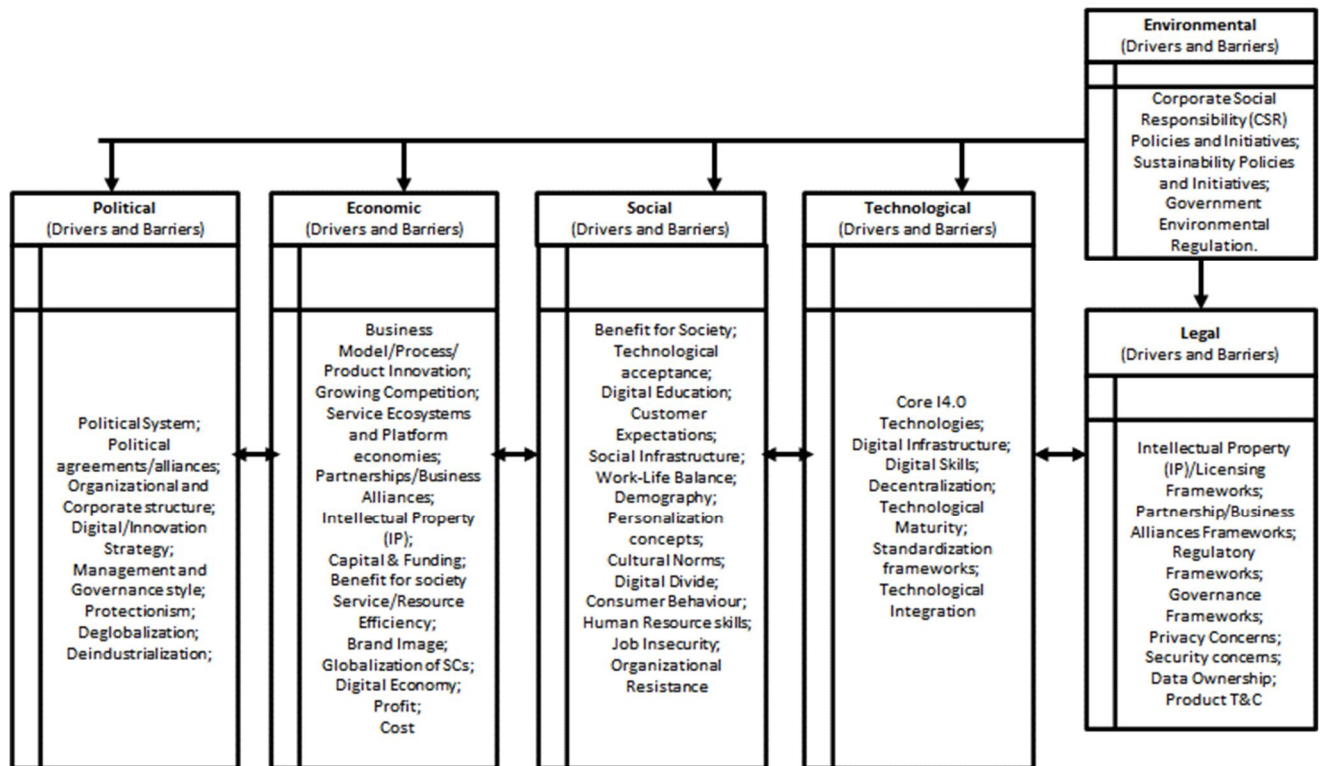 Environmental
(Drivers and Barriers)
Corporate Social
Responsibility (CSR)
Policies and Initiatives;
Sustainability Policies
and Initiatives;
Government
Environmental
Regulation.
Political
(Drivers and Barriers)
Political System;
Political
agreements/alliances;
Organizational and
Corporate structure;
Digital/Innovation
Strategy;
Management and
Governance style;
Protectionism;
Deglobalization;
Deindustrialization;
Economic
(Drivers and Barriers)
Business
Model/Process/
Product Innovation;
Growing Competition;
Service Ecosystems
and Platform
economies;
Partnerships/Business
Alliances;
Intellectual Property
(IP);
Capital & Funding;
Benefit for society
Service/Resource
Efficiency;
Brand Image;
Globalization of SCs;
Digital Economy;
Profit;
Cost
Social
(Drivers and Barriers)
Benefit for Society;
Technological
acceptance;
Digital Education;
Customer
Expectations;
Social Infrastructure;
Work-Life Balance;
Demography;
Personalization
concepts;
Cultural Norms;
Digital Divide;
Consumer Behaviour;
Human Resource skills;
Job Insecurity;
Organizational
Resistance
Technological
(Drivers and Barriers)
Core I4.0
Technologies;
Digital Infrastructure;
Digital Skills;
Decentralization;
Technological
Maturity;
Standardization
frameworks;
Technological
Integration
Legal
(Drivers and Barriers)
Intellectual Property
(IP)/Licensing
Frameworks;
Partnership/Business
Alliances Frameworks;
Regulatory
Frameworks;
Governance
Frameworks;
Privacy Concerns;
Security concerns;
Data Ownership;
Product T&C